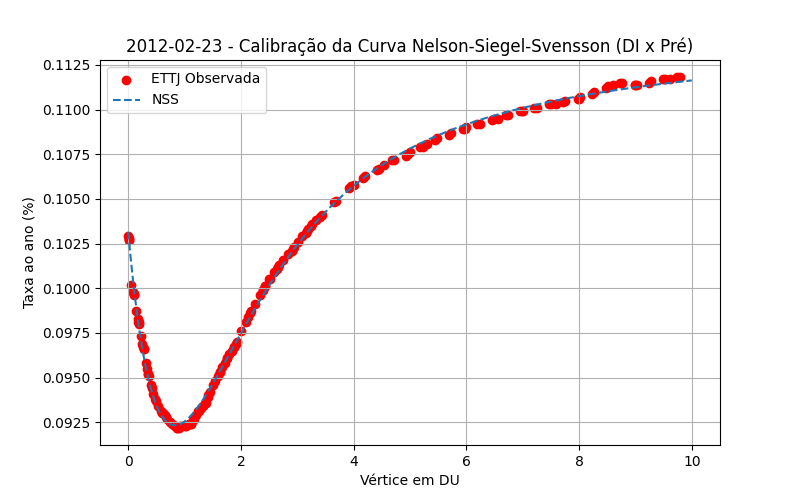 2012-02-23 - Calibração da Curva Nelson-Siegel-Svensson (DI x Pré)
ETTJ Observada
NSS
Taxa ao ano (%)
0.1125
0.1100
0.1075
0.1050
0.1025
0.1000
0.0975
0.0950
0.0925
0 2 4 6 8 10
Vértice em DU